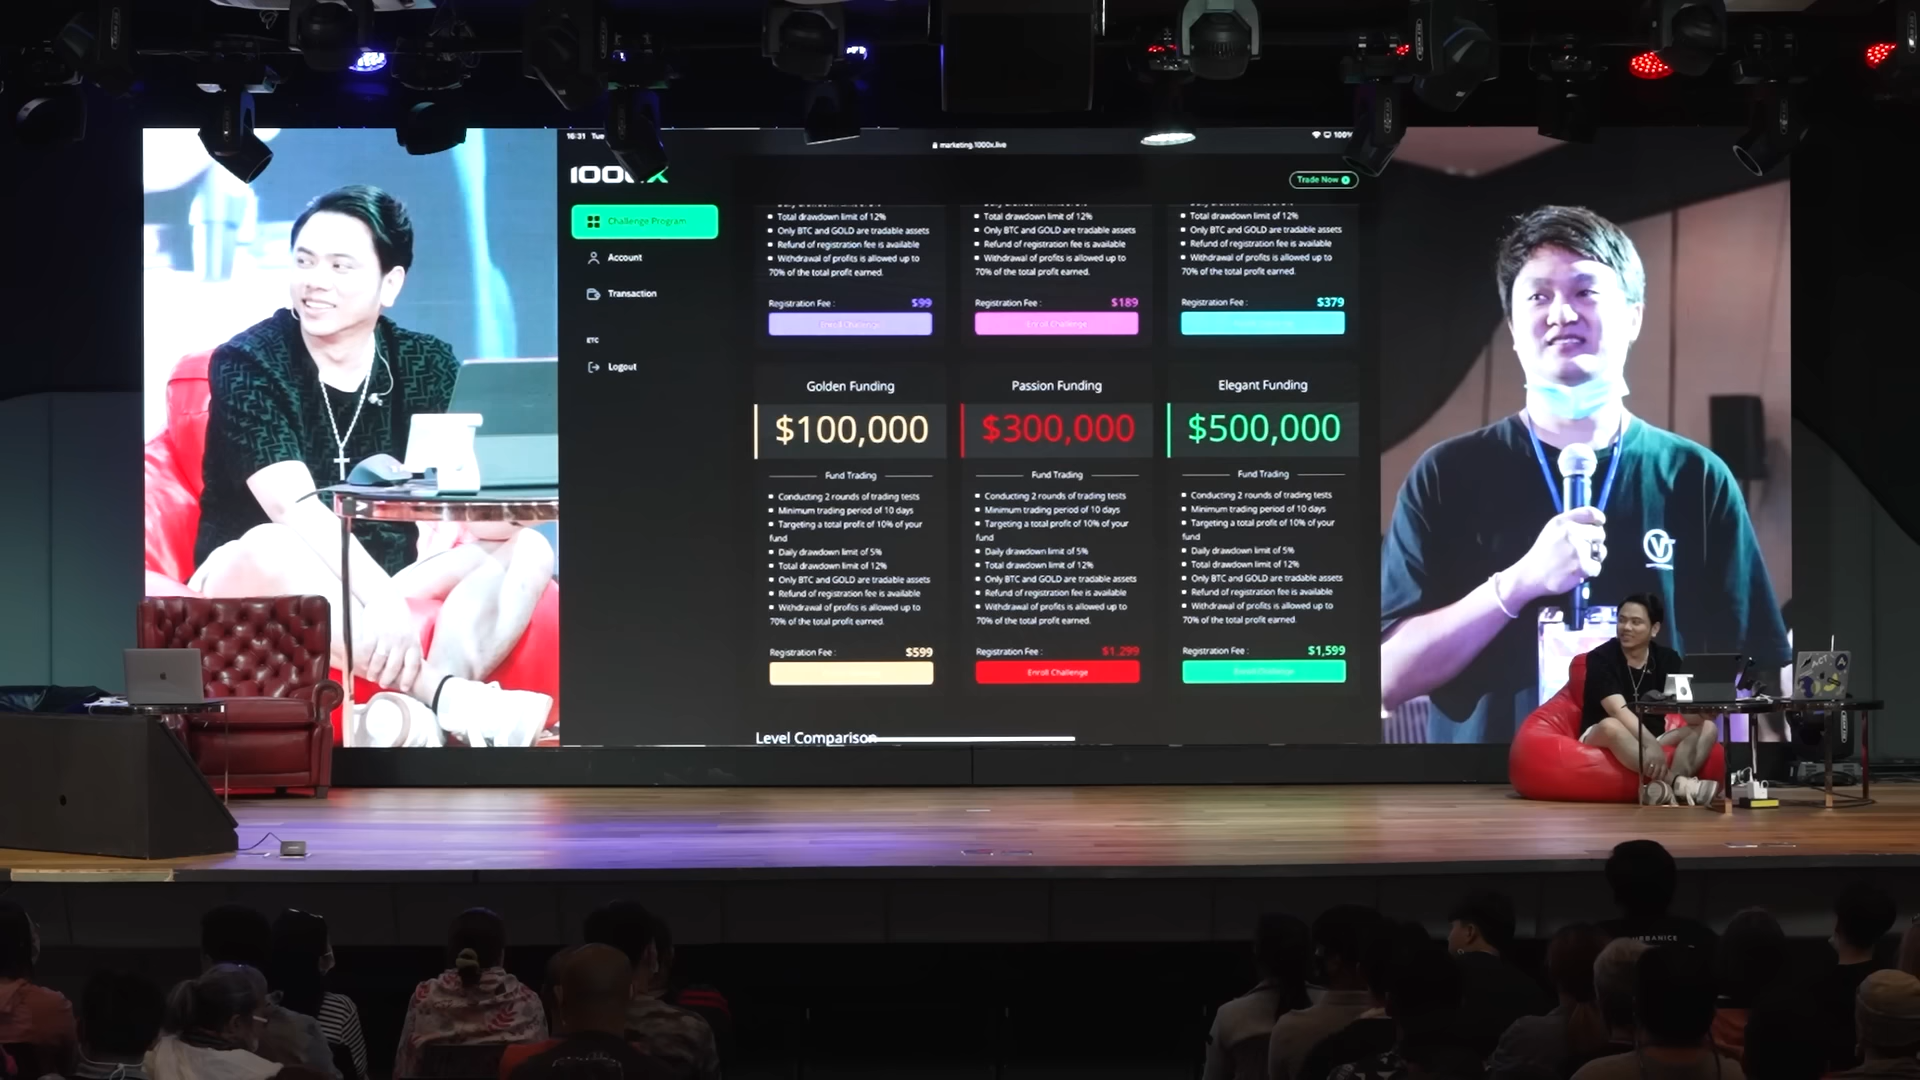 16:31 Tue
marketing.1000x.live
100%
1000X
Trade Now
Challenge Program
Account
Transaction
ETC
Logout
Total drawdown limit of 12%
Only BTC and GOLD are tradable assets
Refund of registration fee is available
Withdrawal of profits is allowed up to
70% of the total profit earned.
Registration Fee : $99
Enroll Challenge
Total drawdown limit of 12%
Only BTC and GOLD are tradable assets
Refund of registration fee is available
Withdrawal of profits is allowed up to
70% of the total profit earned.
Registration Fee : $189
Enroll Challenge
Total drawdown limit of 12%
Only BTC and GOLD are tradable assets
Refund of registration fee is available
Withdrawal of profits is allowed up to
70% of the total profit earned.
Registration Fee : $379
Golden Funding
$100,000
Fund Trading
Conducting 2 rounds of trading tests
Minimum trading period of 10 days
Targeting a total profit of 10% of your
fund
Daily drawdown limit of 5%
Total drawdown limit of 12%
Only BTC and GOLD are tradable assets
Refund of registration fee is available
Withdrawal of profits is allowed up to
70% of the total profit earned.
Registration Fee : $599
Passion Funding
$300,000
Fund Trading
Conducting 2 rounds of trading tests
Minimum trading period of 10 days
Targeting a total profit of 10% of your
fund
Daily drawdown limit of 5%
Total drawdown limit of 12%
Only BTC and GOLD are tradable assets
Refund of registration fee is available
Withdrawal of profits is allowed up to
70% of the total profit earned.
Registration Fee : $1,299
Enroll Challenge
Elegant Funding
$500,000
Fund Trading
Conducting 2 rounds of trading tests
Minimum trading period of 10 days
Targeting a total profit of 10% of your
fund
Daily drawdown limit of 5%
Total drawdown limit of 12%
Only BTC and GOLD are tradable assets
Refund of registration fee is available
Withdrawal of profits is allowed up to
70% of the total profit earned.
Registration Fee : $1,599
Level Comparison
ACT
URBANICE